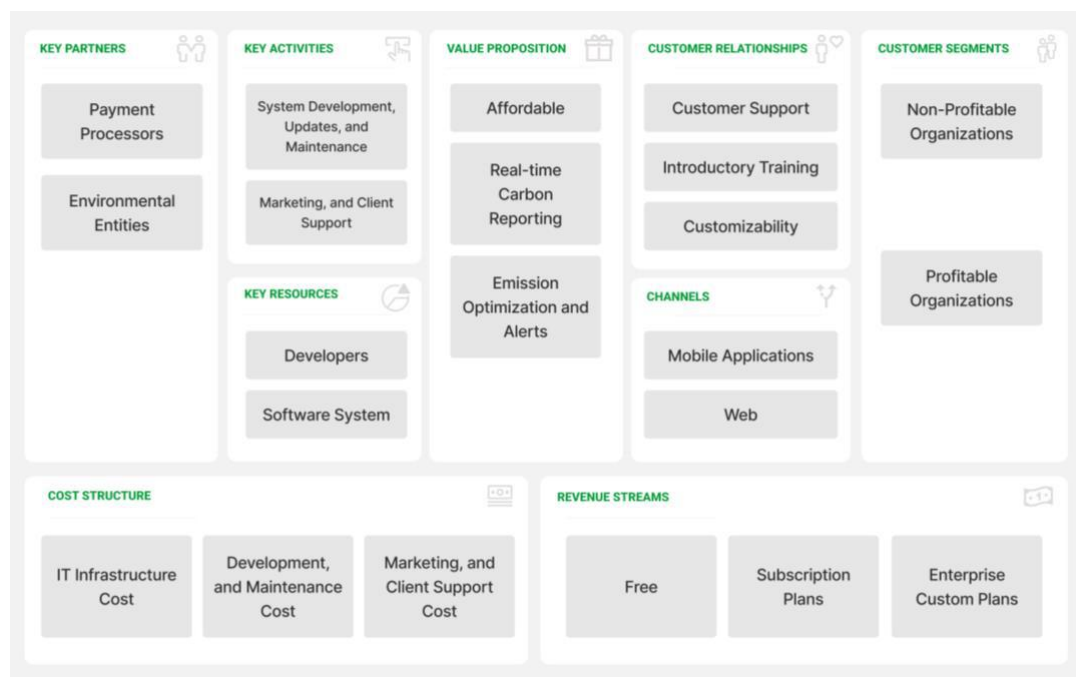 KEY PARTNERS
Payment
Processors
Environmental
Entities
KEY ACTIVITIES
System Development,
Updates, and
Maintenance
Marketing, and Client
Support
KEY RESOURCES
Developers
Software System
VALUE PROPOSITION
Affordable
Real-time
Carbon
Reporting
Emission
Optimization and
Alerts
CUSTOMER RELATIONSHIPS
Customer Support
Introductory Training
Customizability
CHANNELS
Mobile Applications
Web
CUSTOMER SEGMENTS
Non-Profitable
Organizations
Profitable
Organizations
COST STRUCTURE
IT Infrastructure
Cost
Development,
and Maintenance
Cost
Marketing, and
Client Support
Cost
REVENUE STREAMS
Free
Subscription
Plans
Enterprise
Custom Plans